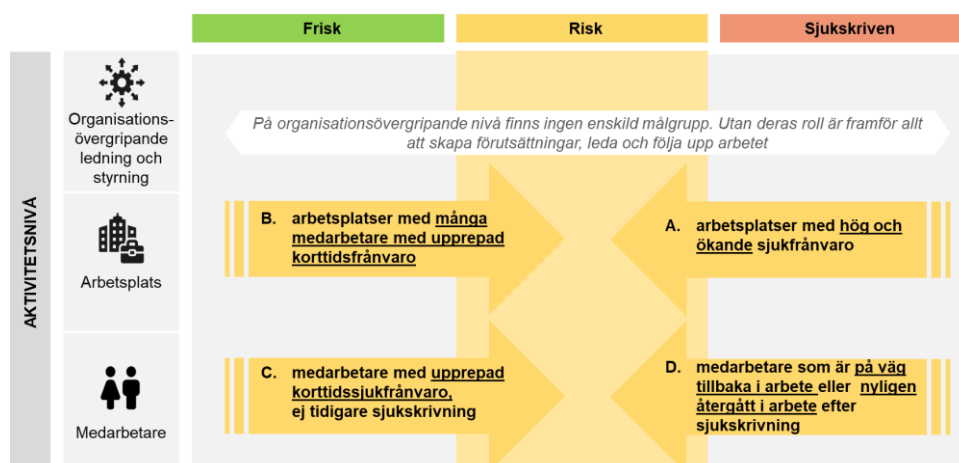 Frisk
Risk
Sjukskriven
AKTIVITETSNIVÅ
Organisations-
övergripande
ledning och
styrning
På organisationsövergripande nivå finns ingen enskild målgrupp. Utan deras roll är framför allt
att skapa förutsättningar, leda och följa upp arbetet
Arbetsplats
B. arbetsplatser med många
medarbetare med upprepad
korttidsfrånvaro
A. arbetsplatser med hög och
ökande sjukfrånvaro
Medarbetare
C. medarbetare med upprepad
korttidssjukfrånvaro,
ej tidigare sjukskrivning
D. medarbetare som är på väg
tillbaka i arbete eller nyligen
återgått i arbete efter
sjukskrivning